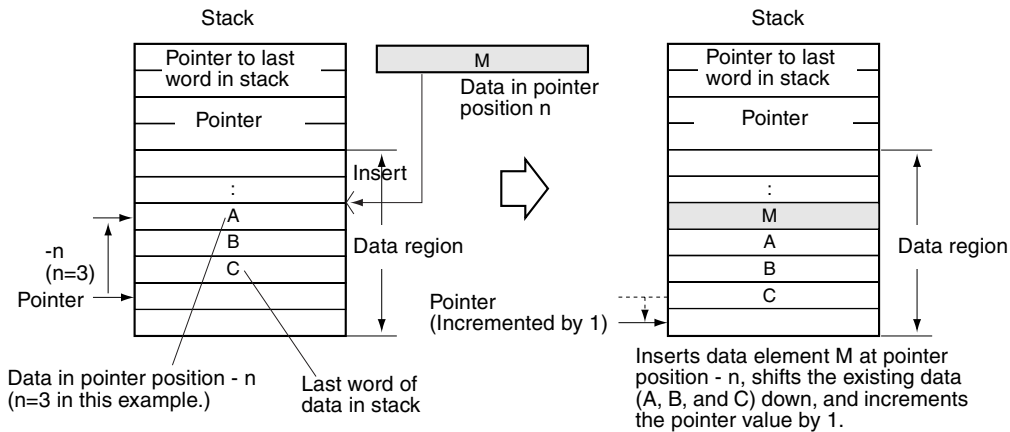 Stack
Pointer to last
word in stack
Pointer
:
A
B
C
-n
(n=3)
Pointer
Data in pointer position - n
(n=3 in this example.)
Last word of
data in stack
M
Data in pointer
position n
Insert
Data region
Stack
Pointer to last
word in stack
Pointer
:
M
A
B
C
Data region
Pointer
(Incremented by 1)
Inserts data element M at pointer
position - n, shifts the existing data
(A, B, and C) down, and increments
the pointer value by 1.